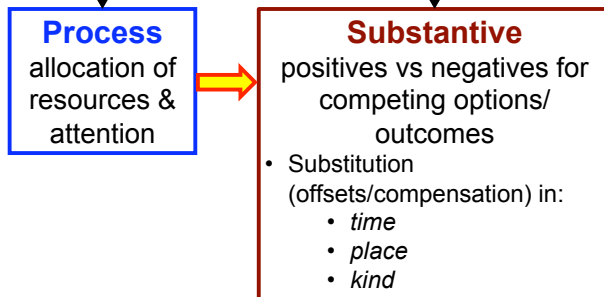 Process
allocation of
resources &
attention
Substantive
positives vs negatives for
competing options/
outcomes
• Substitution
(offsets/compensation) in:
• time
• place
• kind